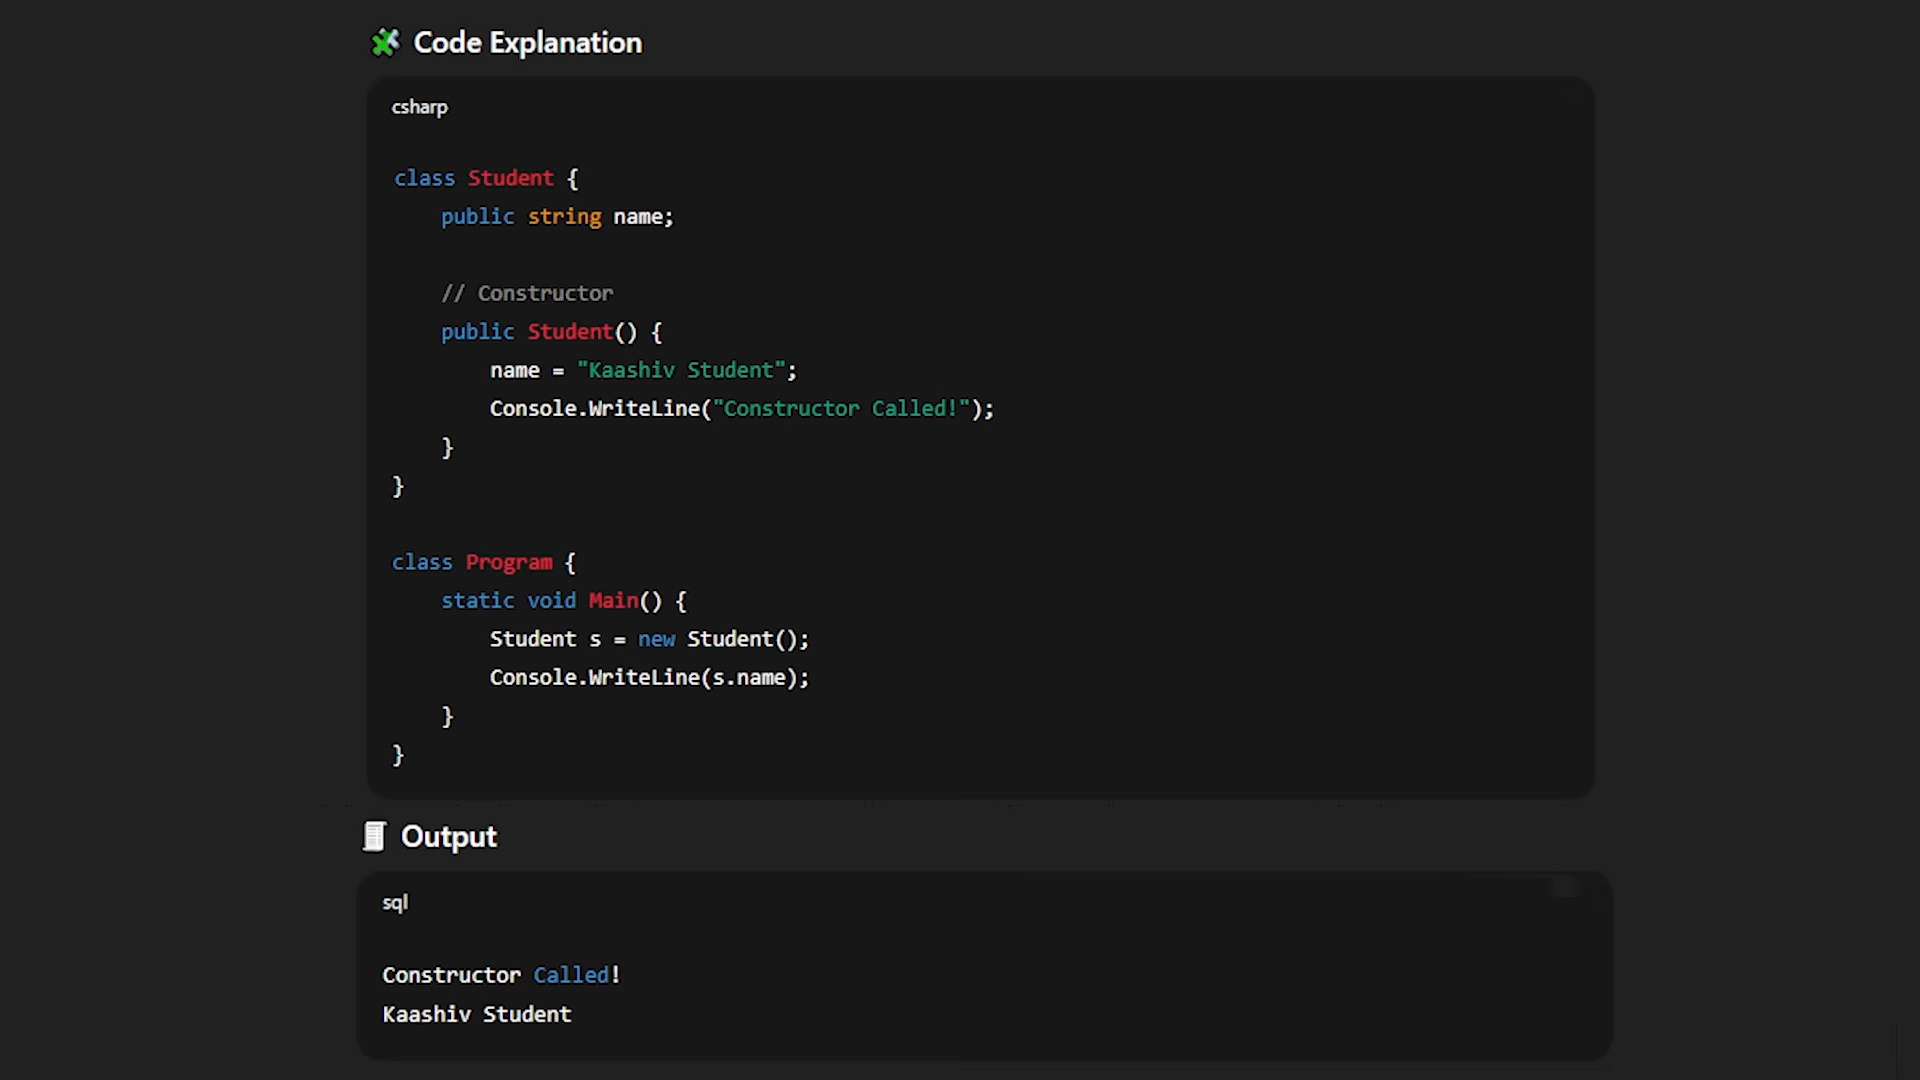 Code Explanation
csharp
class Student {
    public string name;
    // Constructor
    public Student() {
        name = "Kaashiv Student";
        Console.WriteLine("Constructor Called!");
    }
}
class Program {
    static void Main() {
        Student s = new Student();
        Console.WriteLine(s.name);
    }
}
Output
sql
Constructor Called!
Kaashiv Student